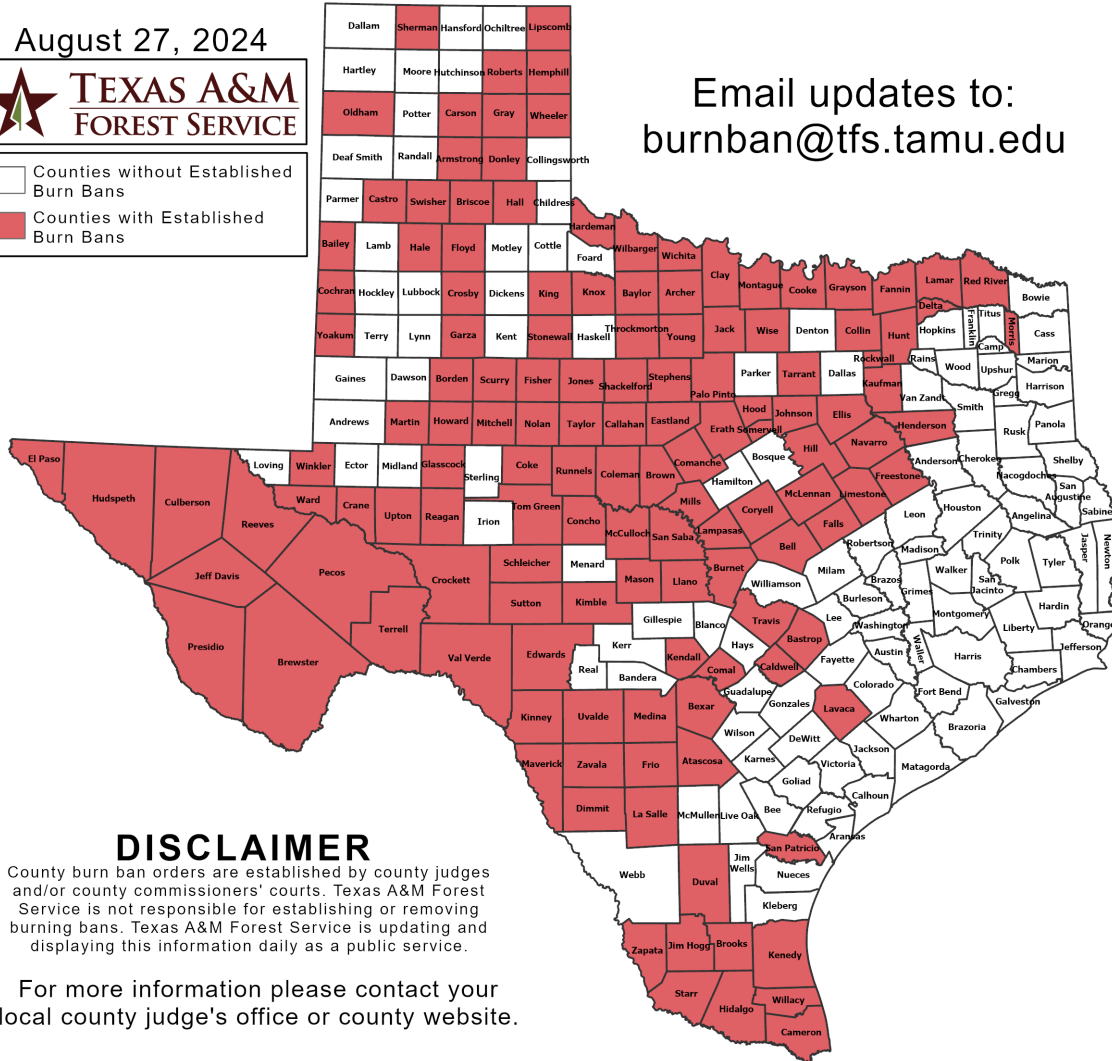 August 27, 2024
TEXAS A&M
FOREST SERVICE
Counties without Established
Burn Bans
Counties with Established
Burn Bans
Email updates to:
burnban@tfs.tamu.edu
Dallam Sherman Hansford Ochiltree Lipscomb
Hartley Moore Hutchinson Roberts Hemphill
Oldham Potter Carson Gray Wheeler
Deaf Smith Randall Armstrong Donley Collingsworth
Parmer Castro Swisher Briscoe Hall Childress
Hardeman
Bailey Lamb Hale Floyd Motley Cottle Foard Wilbarger Wichita
Clay Montague Cooke Grayson Fannin Lamar Red River Bowie
Cochran Hockley Lubbock Crosby Dickens King Knox Baylor Archer
Delta Franklin Titus Morris
Yoakum Terry Lynn Garza Kent Stonewall Haskell Throckmorton Young Jack Wise Denton Collin Hunt Hopkins Camp Cass
Rockwall Rains Wood Upshur Marion
Gaines Dawson Borden Scurry Fisher Jones Shackelford Stephens Palo Pinto Parker Tarrant Dallas Kaufman Van Zandt Gregg Harrison
Smith
Andrews Martin Howard Mitchell Nolan Taylor Callahan Eastland Erath Hood Somervell Johnson Ellis Henderson Rusk Panola
El Paso Loving Winkler Ector Midland Glasscock Sterling Coke Runnels Coleman Brown Comanche Hamilton Bosque Hill Navarro Freestone Anderson Cherokee Nacogdoches Shelby
San
Augustine
Hudspeth Culberson Reeves Ward Crane Upton Reagan Irion Tom Green Concho McCulloch San Saba Mills Lampasas Coryell McLennan Limestone Falls Leon Houston Angelina Sabine
Jeff Davis Pecos Crockett Schleicher Menard Mason Llano Burnet Bell Robertson Madison Trinity Polk Tyler Jasper Newton
Williamson Milam Brazos Grimes Walker San
Jacinto
Sutton Kimble Burleson Montgomery Hardin
Presidio Brewster Terrell Val Verde Edwards Gillespie Blanco Travis Bastrop Lee Washington Waller Liberty Orange
Real Kerr Bandera Kendall Hays Comal Caldwell Fayette Austin Harris Chambers Jefferson
Guadalupe Gonzales Lavaca Colorado Fort Bend Galveston
Kinney Uvalde Medina Bexar Wilson DeWitt Wharton Brazoria
Maverick Zavala Frio Atascosa Karnes Victoria Jackson Matagorda
Goliad Calhoun
Dimmit La Salle McMullen Live Oak Bee Refugio Aransas
San Patricio
Webb Duval Jim
Wells Nueces
Kleberg
Zapata Jim Hogg Brooks Kenedy
Starr Hidalgo Willacy
Cameron
DISCLAIMER
County burn ban orders are established by county judges
and/or county commissioners' courts. Texas A&M Forest
Service is not responsible for establishing or removing
burning bans. Texas A&M Forest Service is updating and
displaying this information daily as a public service.
For more information please contact your
local county judge's office or county website.